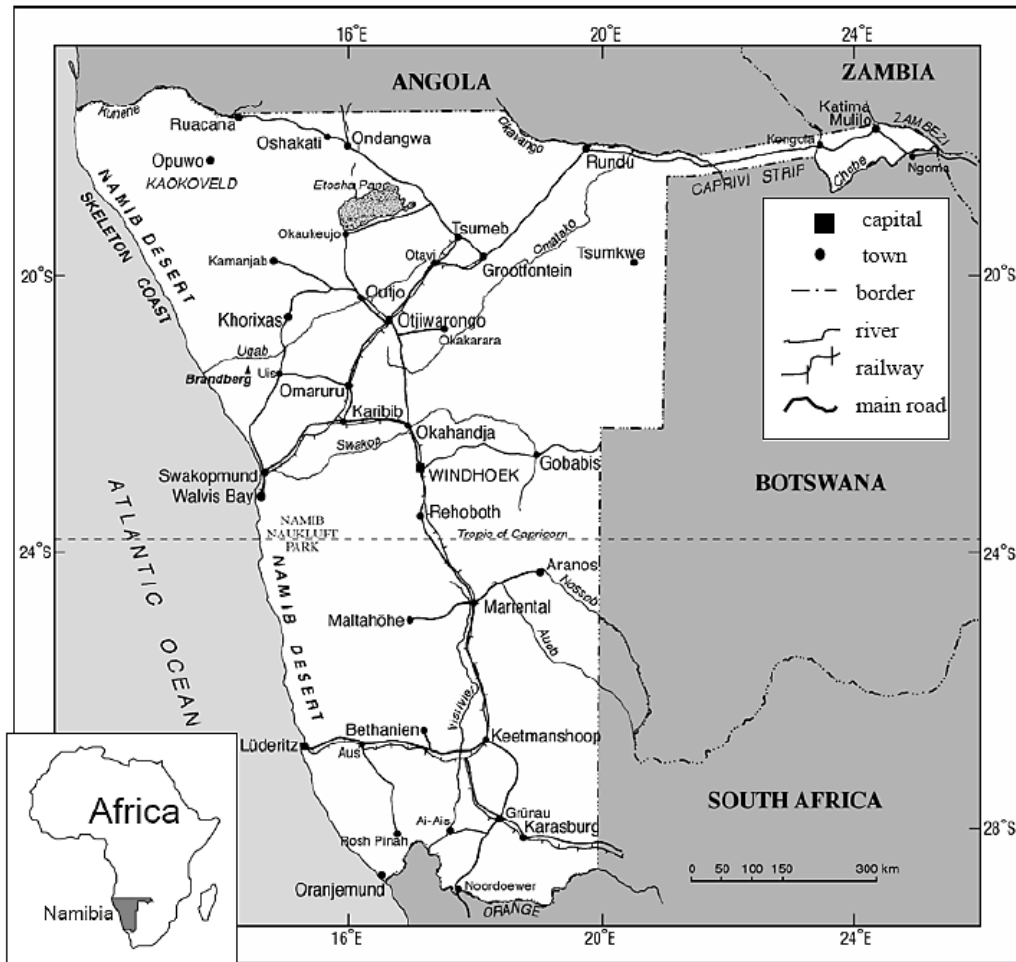 16°E
20°E
24°E
ANGOLA
ZAMBIA
Kunene
Ruacana
Oshakati
Ondangwa
Okavango
Rundu
Katima
Mulilo
ZAMBEZI
Kongola
Ngoma
Chobe
CAPRIVI STRIP
Opuwo
KAOKOVELD
Etosha Pan
NAMIB DESERT
SKELETON COAST
Okaukeujo
Tsumeb
Omatako
Tsumkwe
Kamanjab
Otavi
Grootfontein
20°S
20°S
Outjo
Khorixas
Otjiwarongo
Okakarara
Ugab
Brandberg
Uis
Omaruru
Karibib
Okahandja
Swakop
Swakopmund
WINDHOEK
Gobabis
Walvis Bay
Rehoboth
NAMIB
NAUKLUFT
PARK
Tropic of Capricorn
24°S
24°S
capital
town
border
river
railway
main road
BOTSWANA
ATLANTIC OCEAN
NAMIB DESERT
Aranos
Nossob
Mariental
Maltahöhe
Auob
Bethanien
Keetmanshoop
Lüderitz
Aus
Grünau
Ai-Ais
Karasburg
Rosh Pinah
28°S
Oranjemund
Noordoewer
ORANGE
SOUTH AFRICA
0 50 100 150 300 km
16°E
20°E
24°E
Africa
Namibia